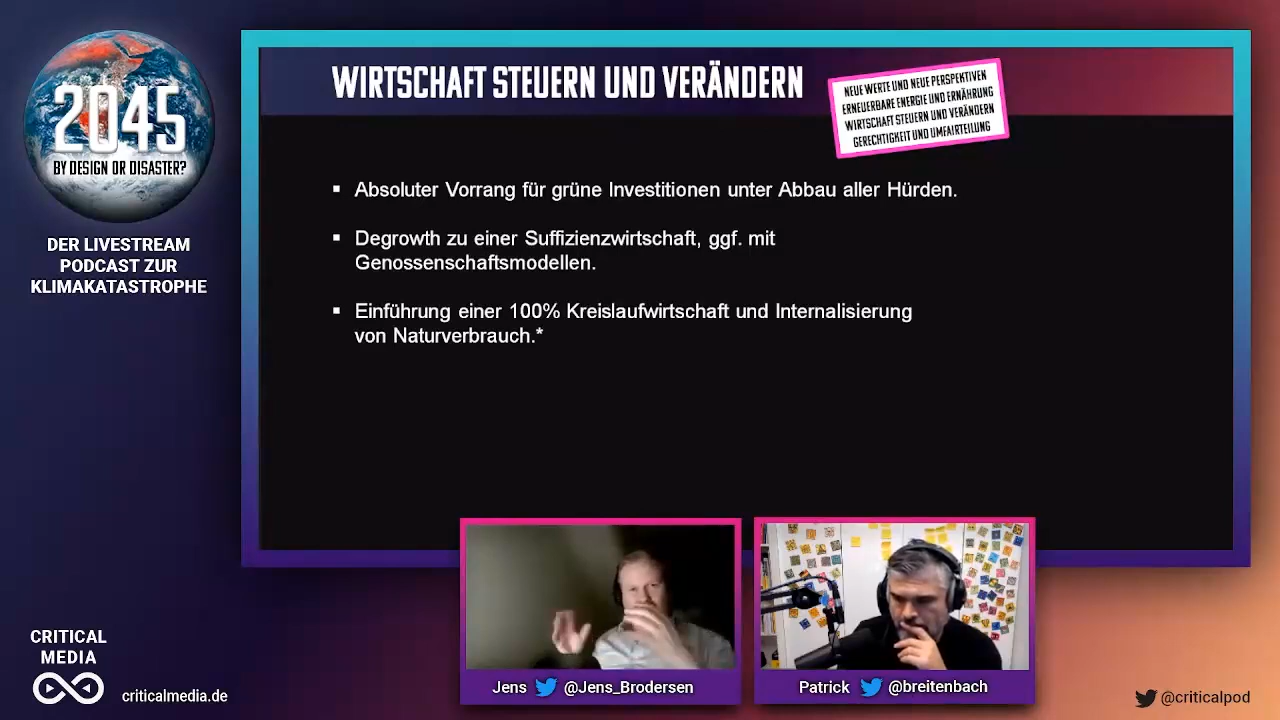 2045
BY DESIGN OR DISASTER?
DER LIVESTREAM
PODCAST ZUR
KLIMAKATASTROPHE
WIRTSCHAFT STEUERN UND VERÄNDERN
NEUE WERTE UND NEUE PERSPEKTIVEN
ERNEUERBARE ENERGIE UND ERNÄHRUNG
WIRTSCHAFT STEUERN UND VERÄNDERN
GERECHTIGKEIT UND UMFAIRTEILUNG
▪ Absoluter Vorrang für grüne Investitionen unter Abbau aller Hürden.
▪ Degrowth zu einer Suffizienzwirtschaft, ggf. mit
Genossenschaftsmodellen.
▪ Einführung einer 100% Kreislaufwirtschaft und Internalisierung
von Naturverbrauch.*
Jens @Jens_Brodersen
Patrick @breitenbach
CRITICAL
MEDIA
criticalmedia.de
@criticalpod